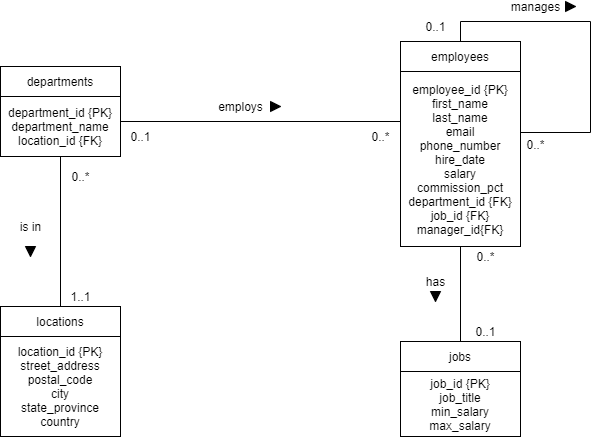 manages
0..1
employees
departments
employee_id {PK}
first_name
last_name
email
phone_number
hire_date
salary
commission_pct
department_id {FK}
job_id {FK}
manager_id{FK}
employs
department_id {PK}
department_name
location_id {FK}
0..1
0..*
0..*
0..*
is in
0..*
has
1..1
0..1
locations
location_id {PK}
street_address
postal_code
city
state_province
country
jobs
job_id {PK}
job_title
min_salary
max_salary